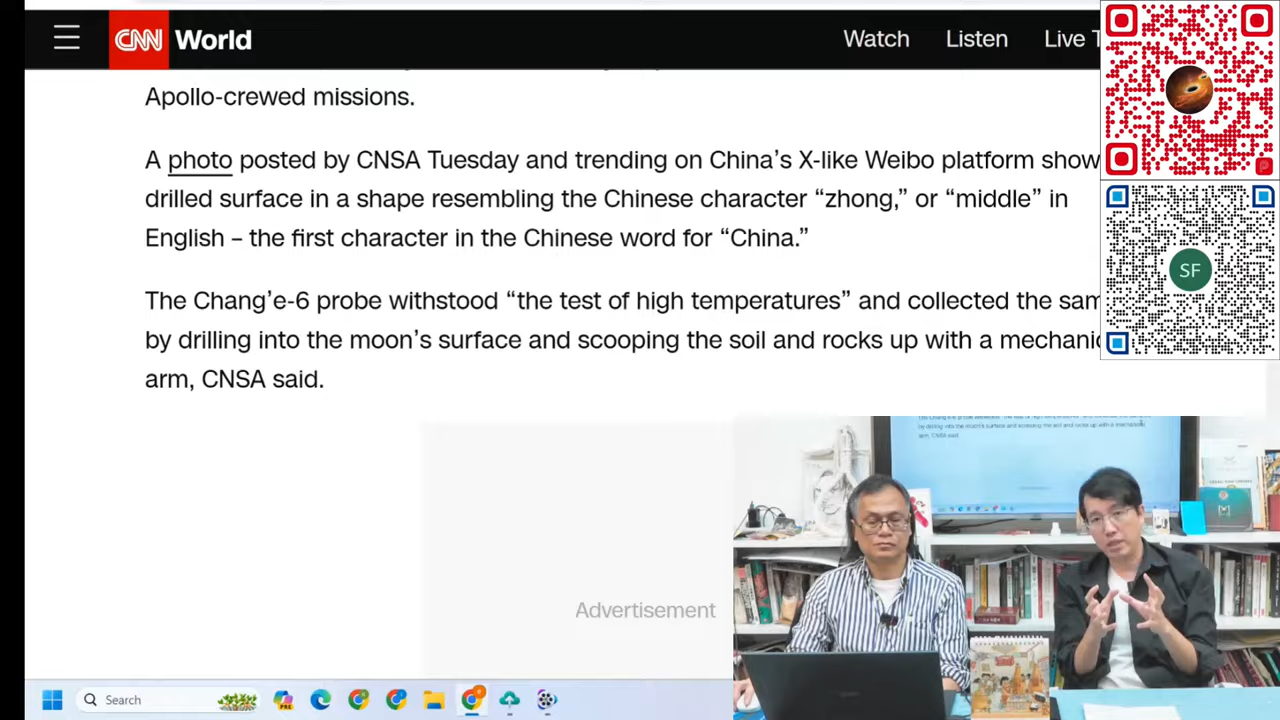 CNN World
Watch Listen Live T
Apollo-crewed missions.
A photo posted by CNSA Tuesday and trending on China’s X-like Weibo platform show
drilled surface in a shape resembling the Chinese character “zhong,” or “middle” in
English – the first character in the Chinese word for “China.”
The Chang’e-6 probe withstood “the test of high temperatures” and collected the sam
by drilling into the moon’s surface and scooping the soil and rocks up with a mechanic
arm, CNSA said.
SF
Advertisement
Search
PRE